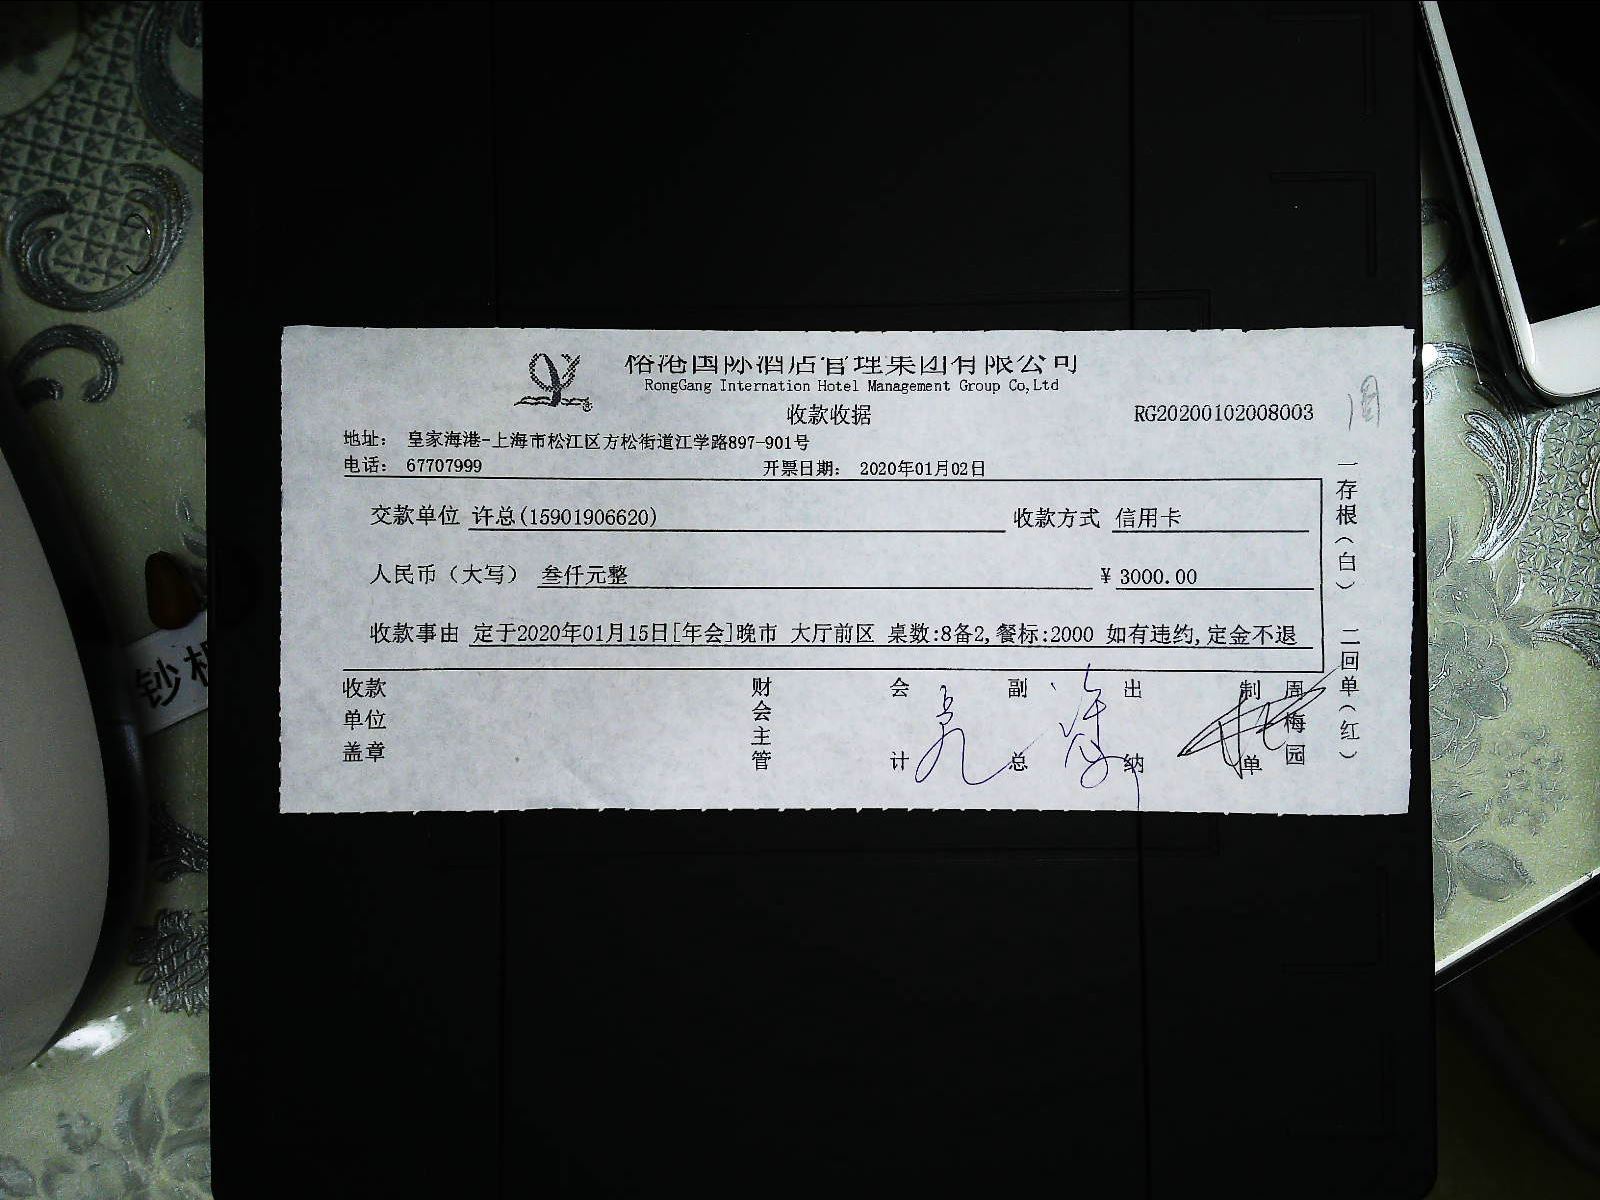 裕港国际酒店管理集团有限公司
RongGang Internation Hotel Management Group Co,Ltd
收款收据
RG20200102008003
地址： 皇家海港-上海市松江区方松街道江学路897-901号
电话： 67707999 开票日期： 2020年01月02日
交款单位 许总(15901906620) 收款方式 信用卡
人民币（大写） 叁仟元整 ¥ 3000.00
收款事由 定于2020年01月15日[年会]晚市 大厅前区 桌数:8备2,餐标:2000 如有违约,定金不退
收款单位盖章
财会主管
会计
副总
出纳
制单
周梅园
一存根（白） 二回单（红）
钞